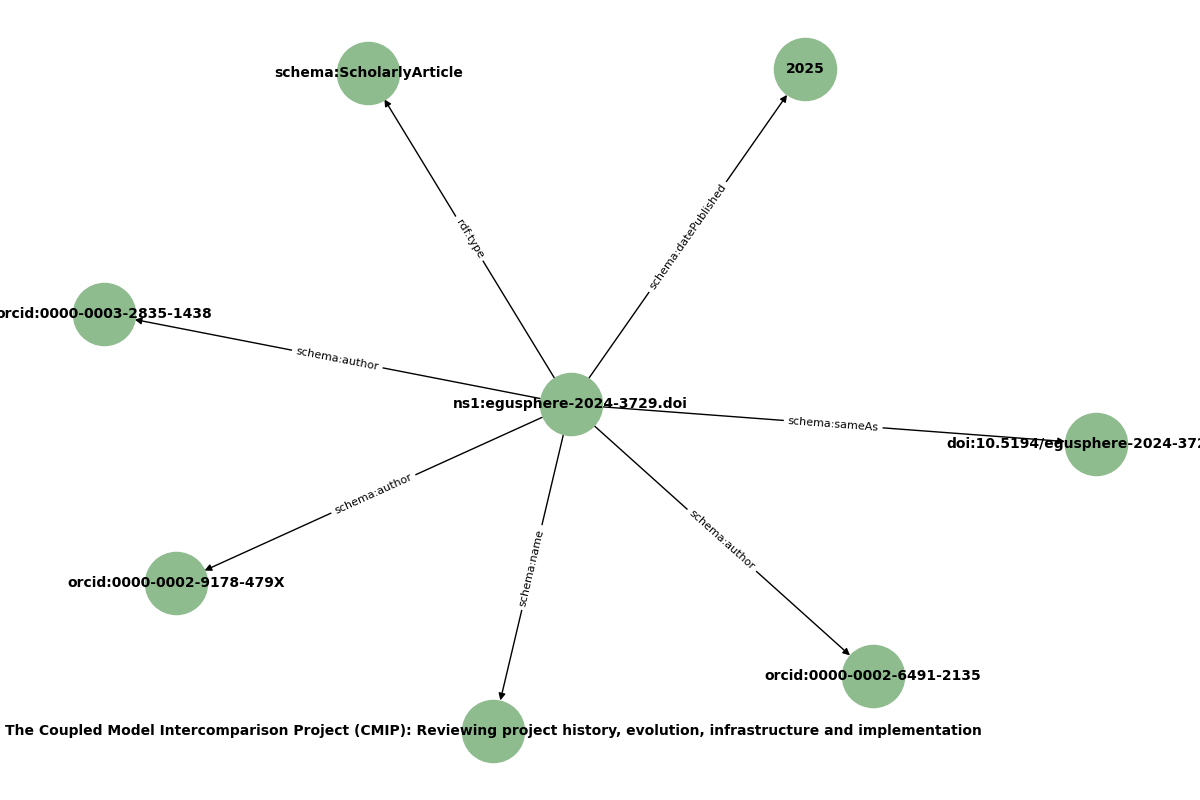 2025
schema:ScholarlyArticle
schema:datePublished
rdf:type
orcid:0000-0003-2835-1438
schema:author
ns1:egusphere-2024-3729.doi
schema:sameAs
doi:10.5194/egusphere-2024-372
schema:author
schema:author
schema:name
orcid:0000-0002-9178-479X
orcid:0000-0002-6491-2135
The Coupled Model Intercomparison Project (CMIP): Reviewing project history, evolution, infrastructure and implementation